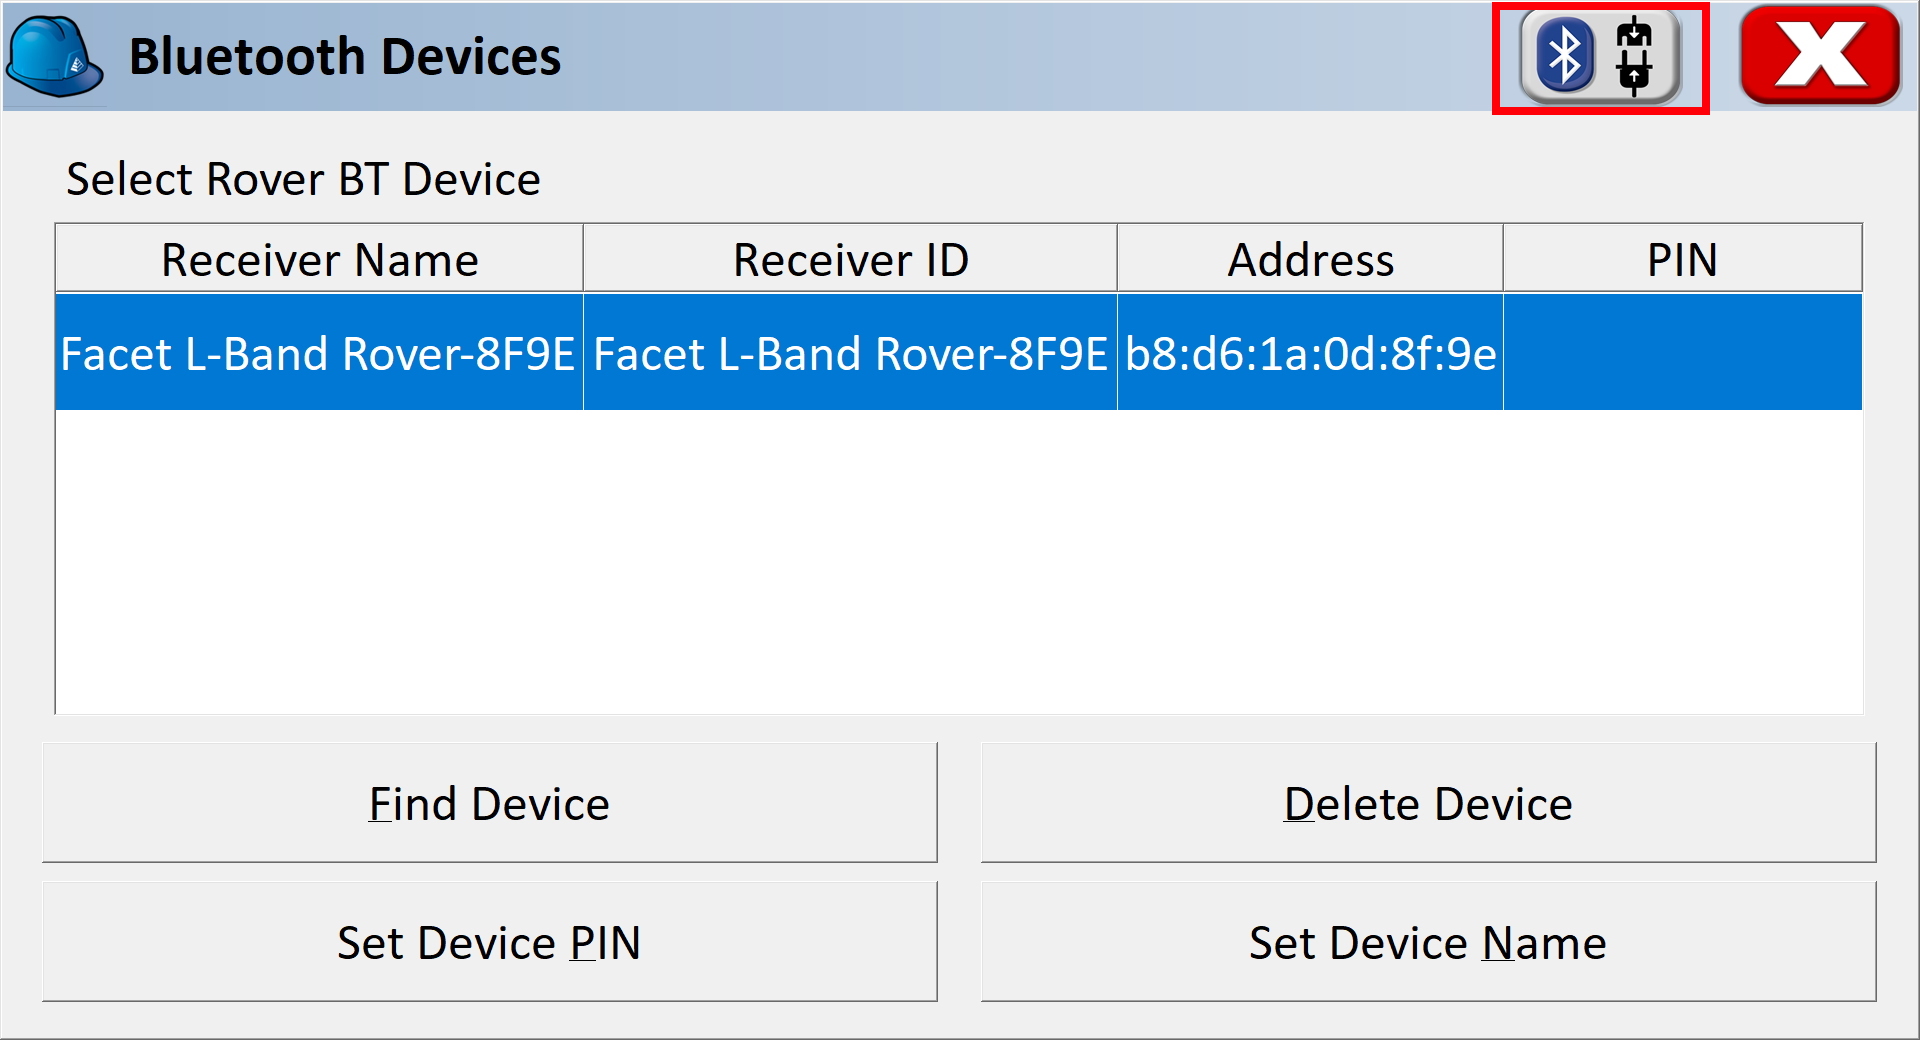 Bluetooth Devices
Select Rover BT Device
Receiver Name Receiver ID Address PIN
Facet L-Band Rover-8F9E Facet L-Band Rover-8F9E b8:d6:1a:0d:8f:9e
Find Device Delete Device
Set Device PIN Set Device Name